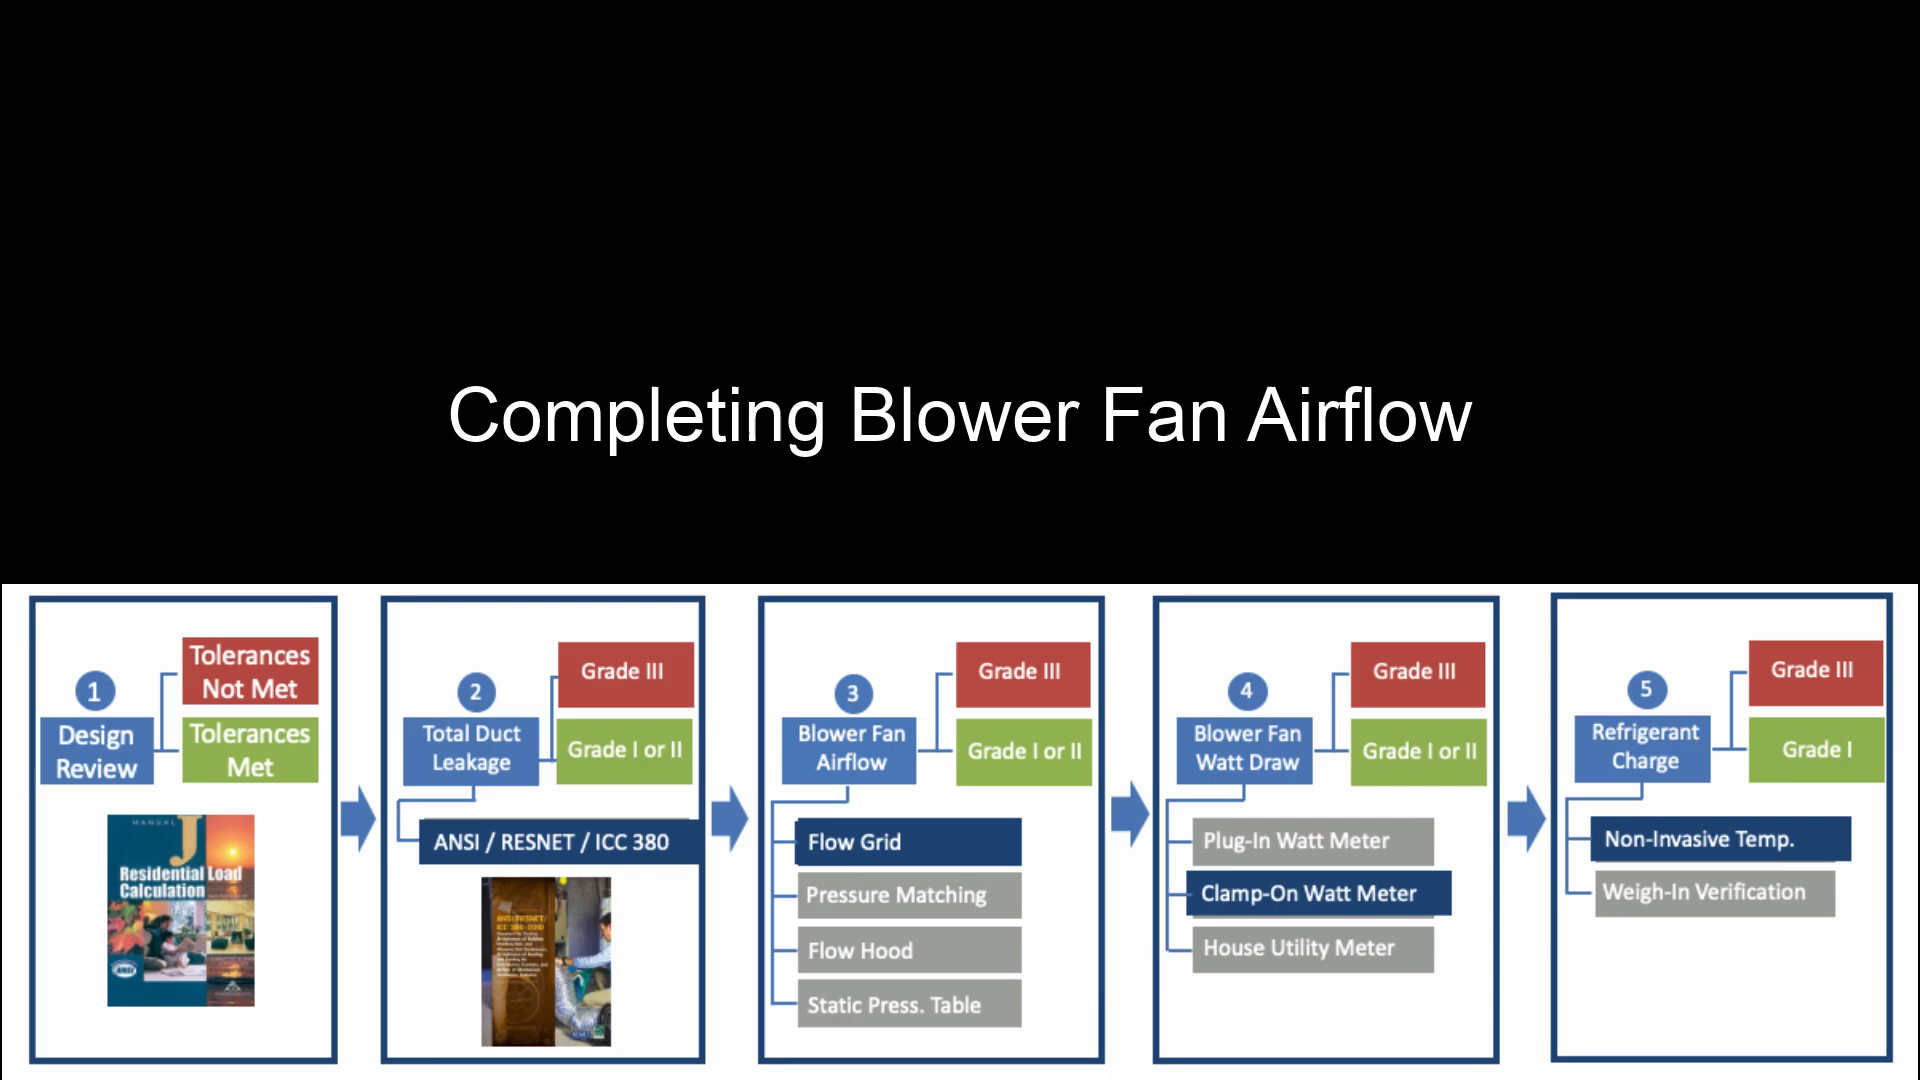 Completing Blower Fan Airflow
1
Design
Review
Tolerances
Not Met
Tolerances
Met
MANUAL
J
Residential Load
Calculation
ANSI
ACCA
2
Total Duct
Leakage
Grade III
Grade I or II
ANSI / RESNET / ICC 380
ANSI/RESNET/
3
Blower Fan
Airflow
Grade III
Grade I or II
Flow Grid
Pressure Matching
Flow Hood
Static Press. Table
4
Blower Fan
Watt Draw
Grade III
Grade I or II
Plug-In Watt Meter
Clamp-On Watt Meter
House Utility Meter
5
Refrigerant
Charge
Grade III
Grade I
Non-Invasive Temp.
Weigh-In Verification